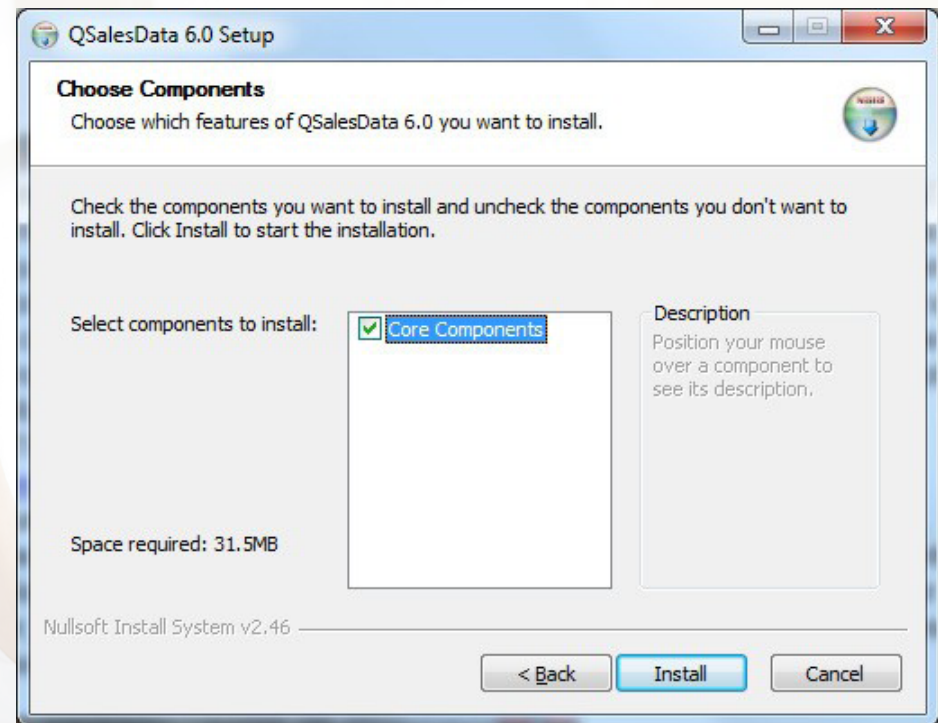 QSalesData 6.0 Setup
Choose Components
Choose which features of QSalesData 6.0 you want to install.
Check the components you want to install and uncheck the components you don't want to
install. Click Install to start the installation.
Select components to install:
Core Components
Description
Position your mouse
over a component to
see its description.
Space required: 31.5MB
Nullsoft Install System v2.46
< Back
Install
Cancel